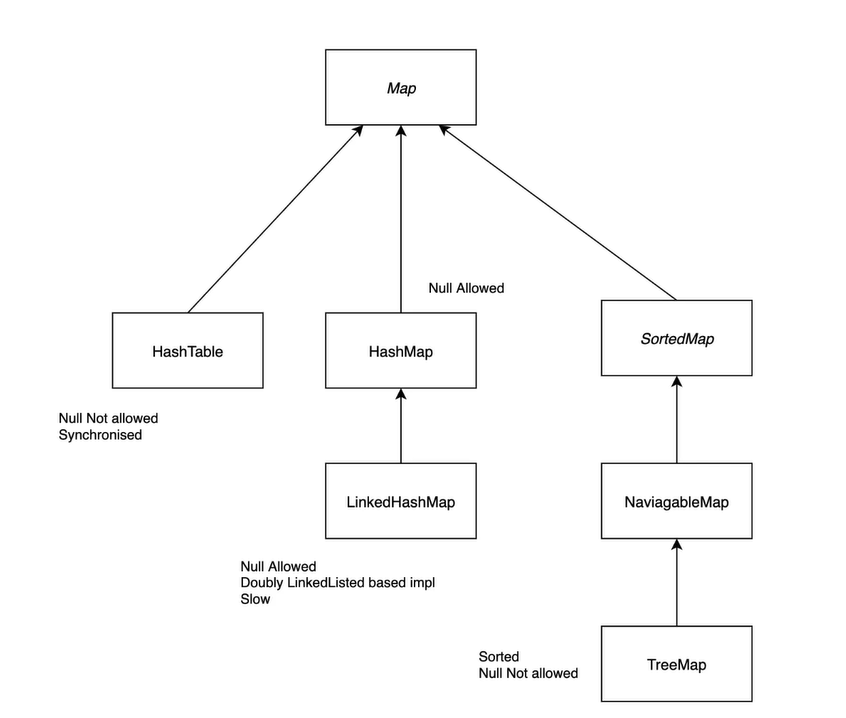 Map
Null Allowed
HashTable
HashMap
SortedMap
Null Not allowed
Synchronised
LinkedHashMap
NaviagableMap
Null Allowed
Doubly LinkedListed based impl
Slow
Sorted
Null Not allowed
TreeMap